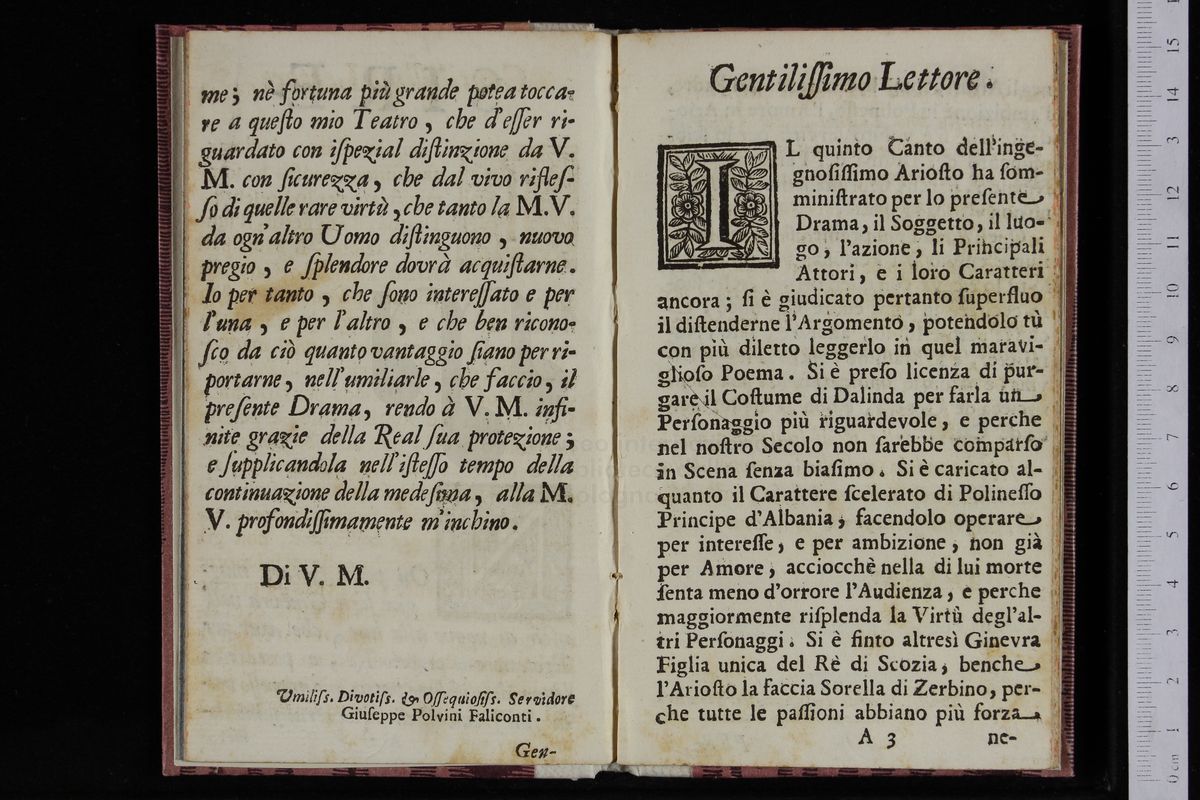 me; nè fortuna più grande potea tocca-
re a queſto mio Teatro, che d'eſſer ri-
guardato con iſpezial diſtinzione da V.
M. con ſicurezza, che dal vivo rifleſ-
ſo di quelle rare virtù, che tanto la M.V.
da ogn'altro Uomo diſtinguono, nuovo
pregio, e ſplendore dovrà acquiſtarne.
Io per tanto, che ſono intereſſato e per
l'una, e per l'altro, e che ben ricono-
ſco da ciò quanto vantaggio ſiano per ri-
portarne, nell'umiliarle, che faccio, il
preſente Drama, rendo à V. M. infi-
nite grazie della Real ſua protezione;
e ſupplicandola nell'iſteſſo tempo della
continuazione della medeſima, alla M.
V. profondiſſimamente m'inchino.
Di V. M.
Umiliſs. Divotiſs. & Oſſequioſiſs. Servidore
Giuſeppe Polvini Faliconti.
Gen-
Gentiliſſimo Lettore.
IL quinto Canto dell'inge-
gnoſiſſimo Arioſto ha ſom-
miniſtrato per lo preſente
Drama, il Soggetto, il luo-
go, l'azione, li Principali
Attori, e i loro Caratteri
ancora; ſi è giudicato pertanto ſuperfluo
il diſtenderne l'Argomento, potendolo tù
con più diletto leggerlo in quel maravi-
glioſo Poema. Si è preſo licenza di pur-
gare il Coſtume di Dalinda per farla un
Perſonaggio più riguardevole, e perche
nel noſtro Secolo non ſarebbe comparſo
in Scena ſenza biaſimo. Si è caricato al-
quanto il Carattere ſcelerato di Polineſſo
Principe d'Albania, facendolo operare
per intereſſe, e per ambizione, non già
per Amore, acciocchè nella di lui morte
ſenta meno d'orrore l'Audienza, e perche
maggiormente riſplenda la Virtù degl'al-
tri Perſonaggi. Si è finto altresì Ginevra
Figlia unica del Rè di Scozia, benche
l'Arioſto la faccia Sorella di Zerbino, per-
che tutte le paſſioni abbiano più forza
A 3 ne-